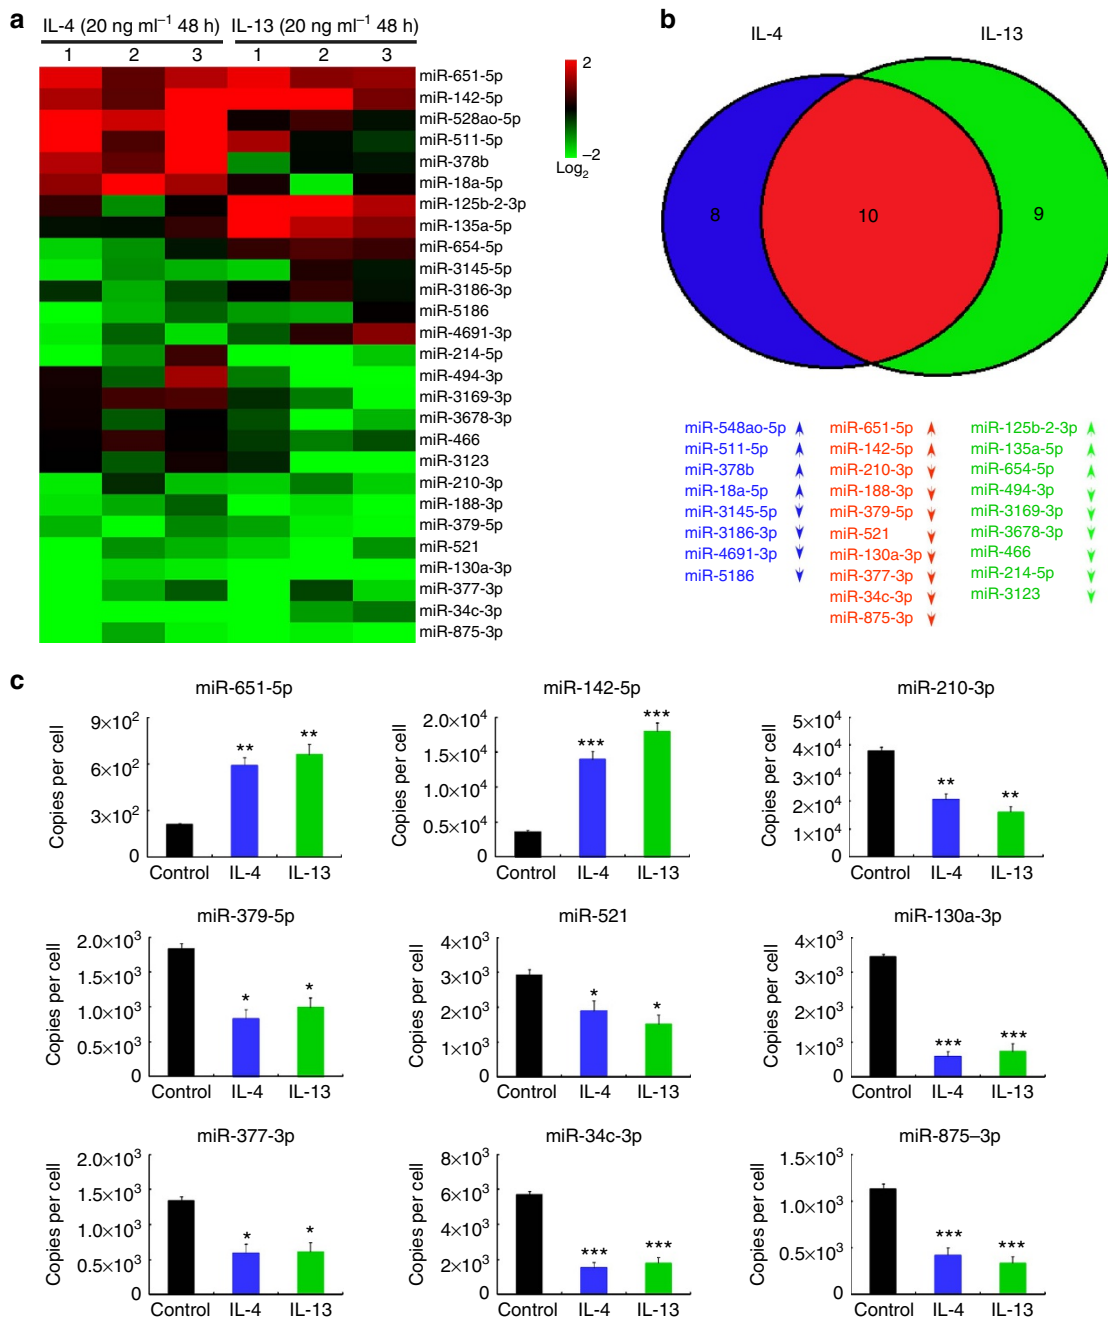 a
IL-4 (20 ng ml⁻¹ 48 h) IL-13 (20 ng ml⁻¹ 48 h)
1 2 3 1 2 3
miR-651-5p
miR-142-5p
miR-528ao-5p
miR-511-5p
miR-378b
miR-18a-5p
miR-125b-2-3p
miR-135a-5p
miR-654-5p
miR-3145-5p
miR-3186-3p
miR-5186
miR-4691-3p
miR-214-5p
miR-494-3p
miR-3169-3p
miR-3678-3p
miR-466
miR-3123
miR-210-3p
miR-188-3p
miR-379-5p
miR-521
miR-130a-3p
miR-377-3p
miR-34c-3p
miR-875-3p
2
–2
Log₂
b
IL-4 IL-13
8 10 9
miR-548ao-5p
miR-511-5p
miR-378b
miR-18a-5p
miR-3145-5p
miR-3186-3p
miR-4691-3p
miR-5186
miR-651-5p
miR-142-5p
miR-210-3p
miR-188-3p
miR-379-5p
miR-521
miR-130a-3p
miR-377-3p
miR-34c-3p
miR-875-3p
miR-125b-2-3p
miR-135a-5p
miR-654-5p
miR-494-3p
miR-3169-3p
miR-3678-3p
miR-466
miR-214-5p
miR-3123
c
miR-651-5p
Copies per cell
9×10²
6×10²
3×10²
0
** **
Control IL-4 IL-13
miR-142-5p
Copies per cell
2.0×10⁴
1.5×10⁴
1.0×10⁴
0.5×10⁴
0
*** ***
Control IL-4 IL-13
miR-210-3p
Copies per cell
5×10⁴
4×10⁴
3×10⁴
2×10⁴
1×10⁴
0
** **
Control IL-4 IL-13
miR-379-5p
Copies per cell
2.0×10³
1.5×10³
1.0×10³
0.5×10³
0
* *
Control IL-4 IL-13
miR-521
Copies per cell
4×10³
3×10³
2×10³
1×10³
0
* *
Control IL-4 IL-13
miR-130a-3p
Copies per cell
4×10³
3×10³
2×10³
1×10³
0
*** ***
Control IL-4 IL-13
miR-377-3p
Copies per cell
2.0×10³
1.5×10³
1.0×10³
0.5×10³
0
* *
Control IL-4 IL-13
miR-34c-3p
Copies per cell
8×10³
6×10³
4×10³
2×10³
0
*** ***
Control IL-4 IL-13
miR-875–3p
Copies per cell
1.5×10³
1.0×10³
0.5×10³
0
*** ***
Control IL-4 IL-13